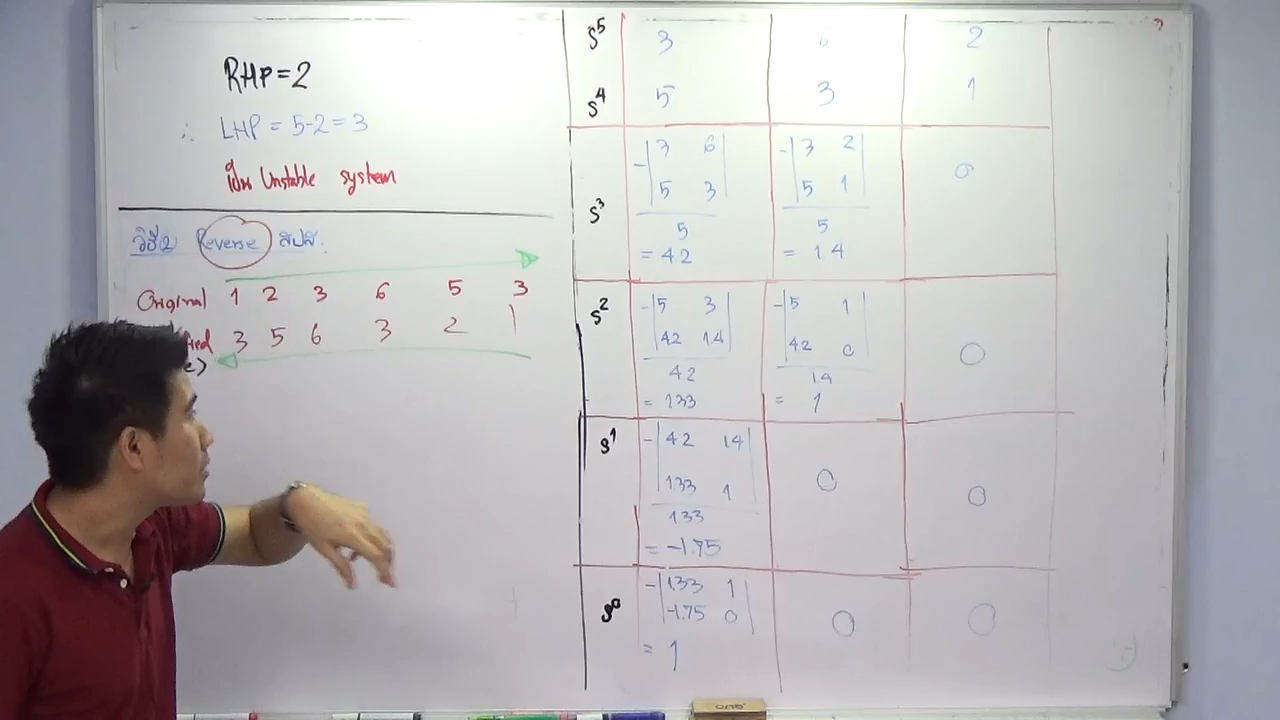 RHP = 2
∴ LHP = 5-2 = 3
เป็น Unstable system
วิธี(2) Reverse สปส.
Original 1 2 3 6 5 3
3 5 6 3 2 1
S⁵ 3 6 2
S⁴ 5 3 1
S³
-|3 6| -|3 2| 0
|5 3| |5 1|
5 5
= 4.2 = 1.4
S²
-|5 3| -|5 1| 0
|4.2 1.4| |4.2 0|
4.2 14
= 1.33 = 1
S¹
-|4.2 1.4| 0 0
|1.33 1|
1.33
= -1.75
S⁰
-|1.33 1| 0 0
|-1.75 0|
= 1